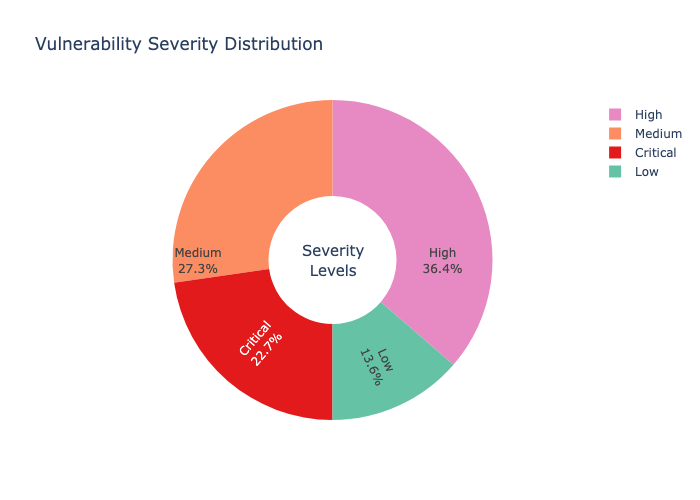 Vulnerability Severity Distribution
High
Medium
Critical
Low
Severity
Levels
High
36.4%
Medium
27.3%
Critical
22.7%
Low
13.6%